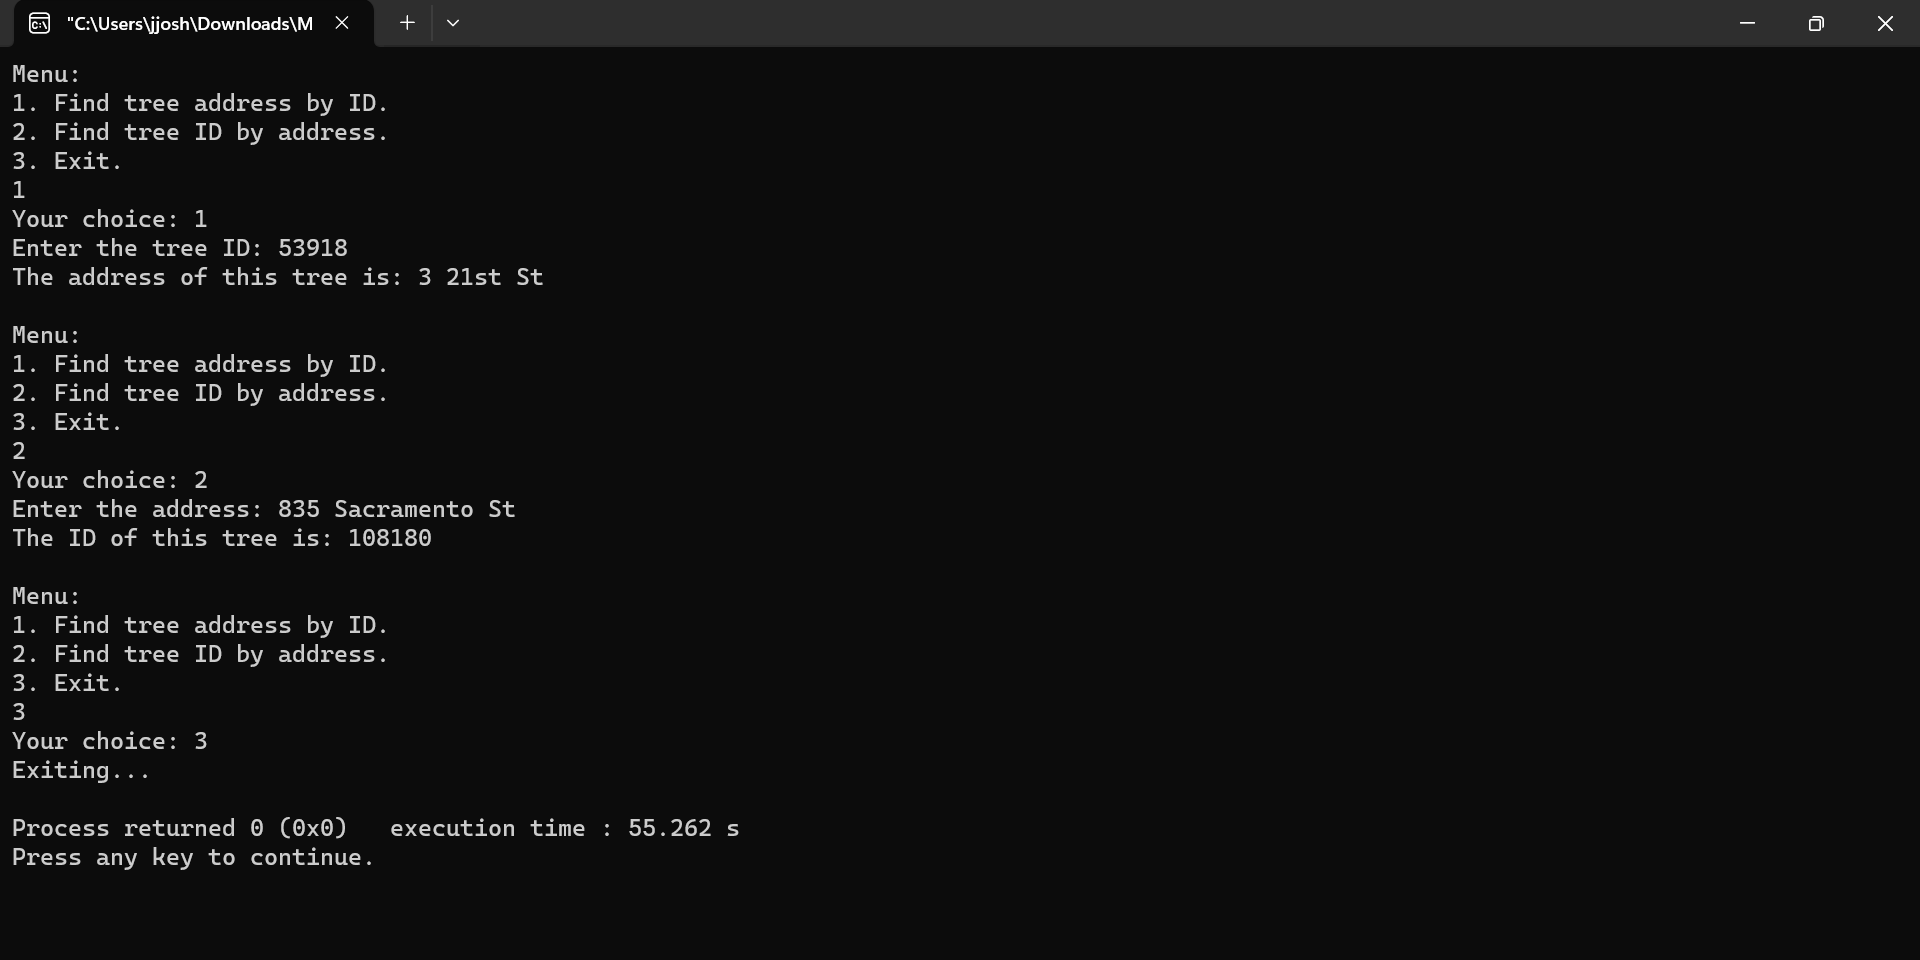 "C:\Users\jjosh\Downloads\M
Menu:
1. Find tree address by ID.
2. Find tree ID by address.
3. Exit.
1
Your choice: 1
Enter the tree ID: 53918
The address of this tree is: 3 21st St
Menu:
1. Find tree address by ID.
2. Find tree ID by address.
3. Exit.
2
Your choice: 2
Enter the address: 835 Sacramento St
The ID of this tree is: 108180
Menu:
1. Find tree address by ID.
2. Find tree ID by address.
3. Exit.
3
Your choice: 3
Exiting...
Process returned 0 (0x0)   execution time : 55.262 s
Press any key to continue.